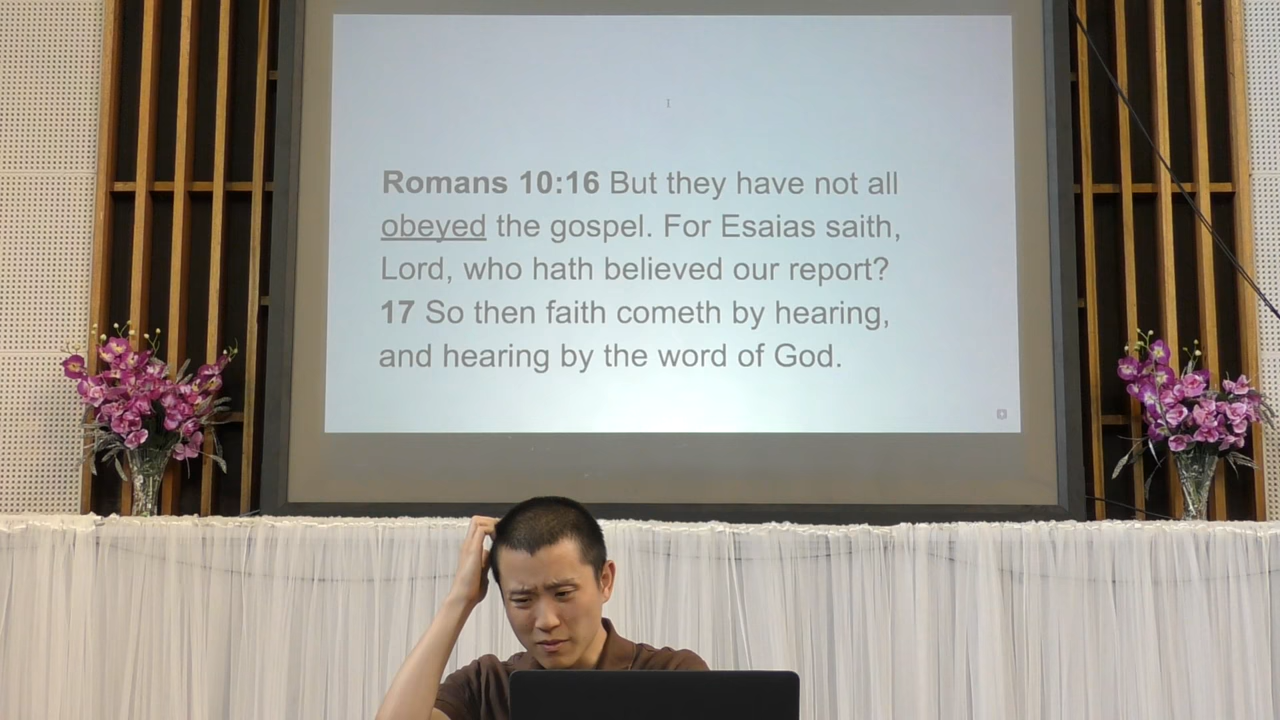 Romans 10:16 But they have not all
obeyed the gospel. For Esaias saith,
Lord, who hath believed our report?
17 So then faith cometh by hearing,
and hearing by the word of God.